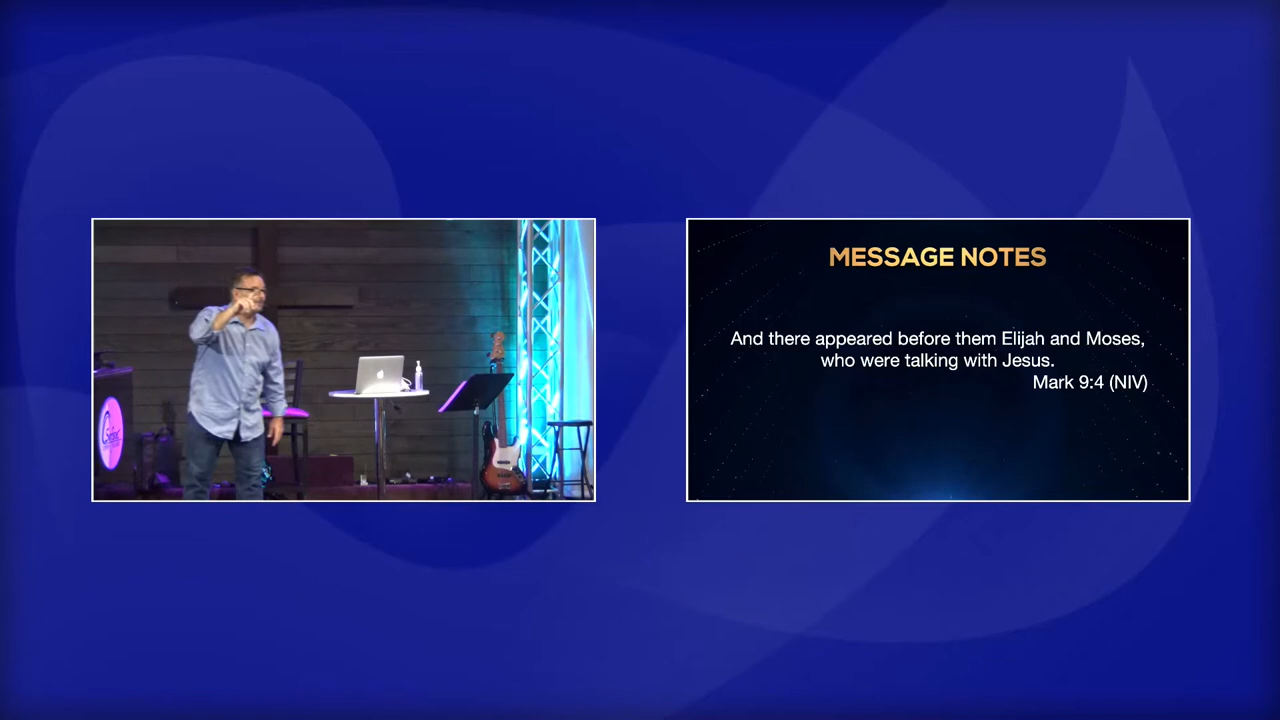 MESSAGE NOTES
And there appeared before them Elijah and Moses,
who were talking with Jesus.
Mark 9:4 (NIV)